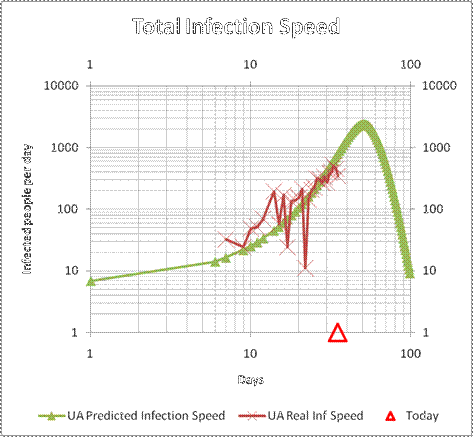 Total Infection Speed
1 10 100
10000 10000
1000 1000
100 100
10 10
1 1
Infected people per day
1 10 100
Days
UA Predicted Infection Speed UA Real Inf Speed Today